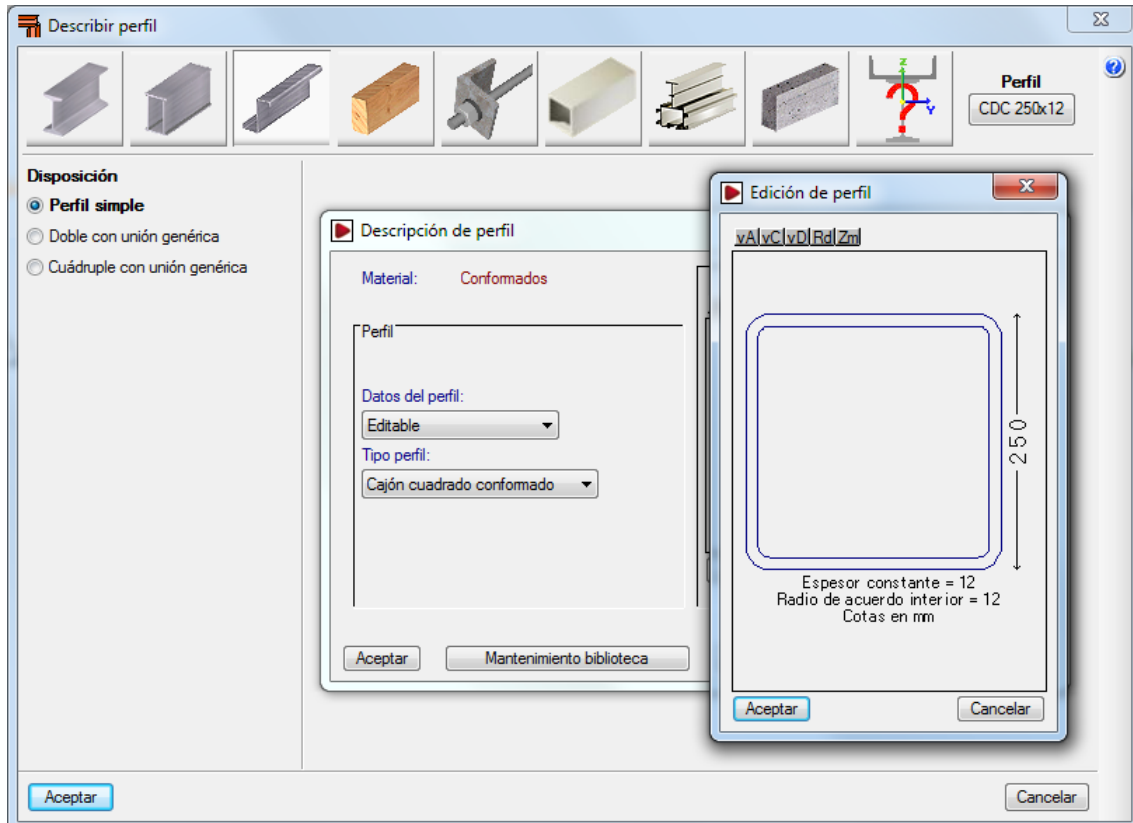 Describir perfil
Perfil
CDC 250x12
Z
Y
Disposición
Perfil simple
Doble con unión genérica
Cuádruple con unión genérica
Descripción de perfil
Material: Conformados
Perfil
Datos del perfil:
Editable
Tipo perfil:
Cajón cuadrado conformado
Aceptar
Mantenimiento biblioteca
Edición de perfil
vA vC vD Rd Zm
250
Espesor constante = 12
Radio de acuerdo interior = 12
Cotas en mm
Aceptar
Cancelar
Aceptar
Cancelar